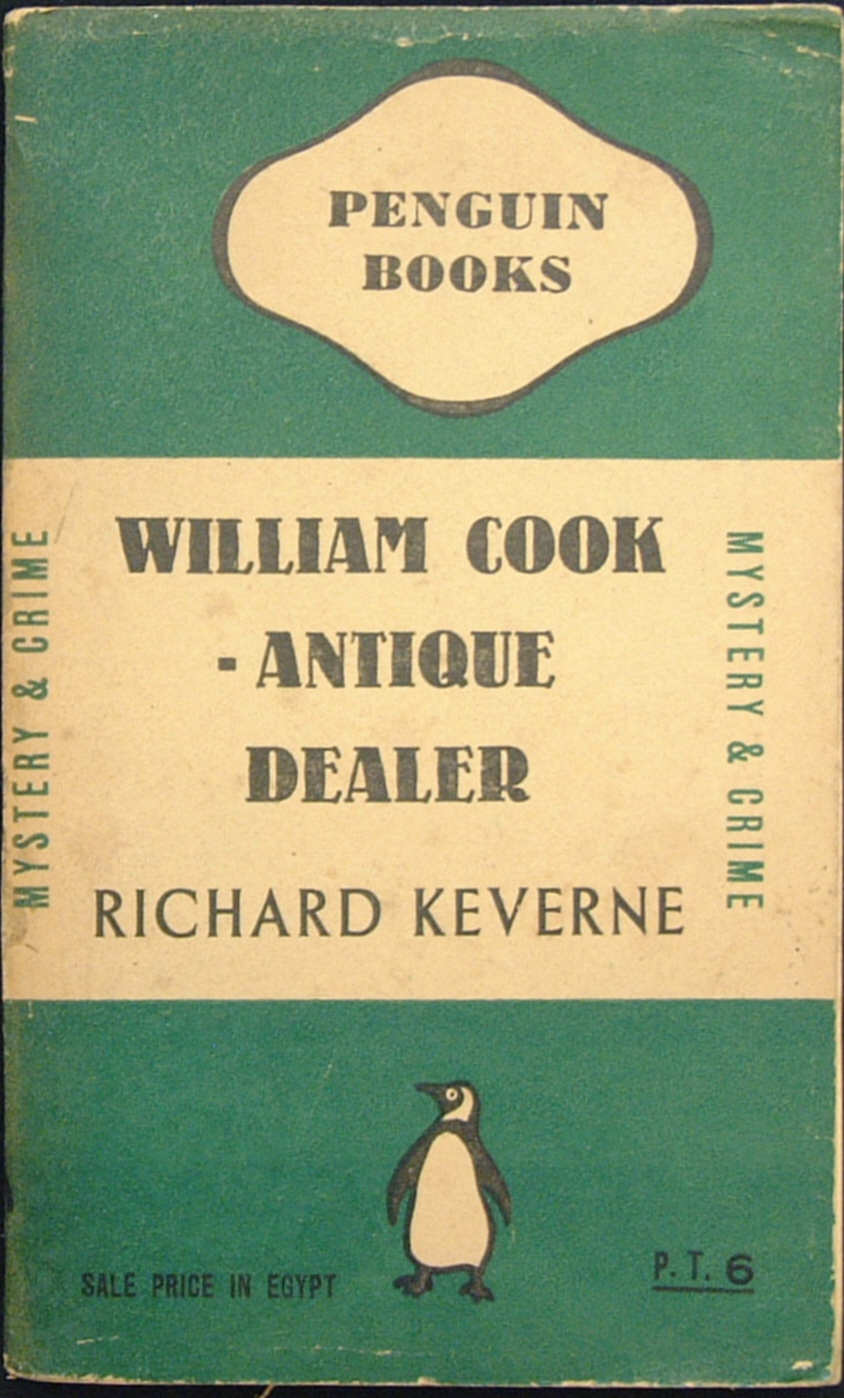 PENGUIN
BOOKS
WILLIAM COOK
- ANTIQUE
DEALER
RICHARD KEVERNE
MYSTERY & CRIME
MYSTERY & CRIME
SALE PRICE IN EGYPT
P. T. 6